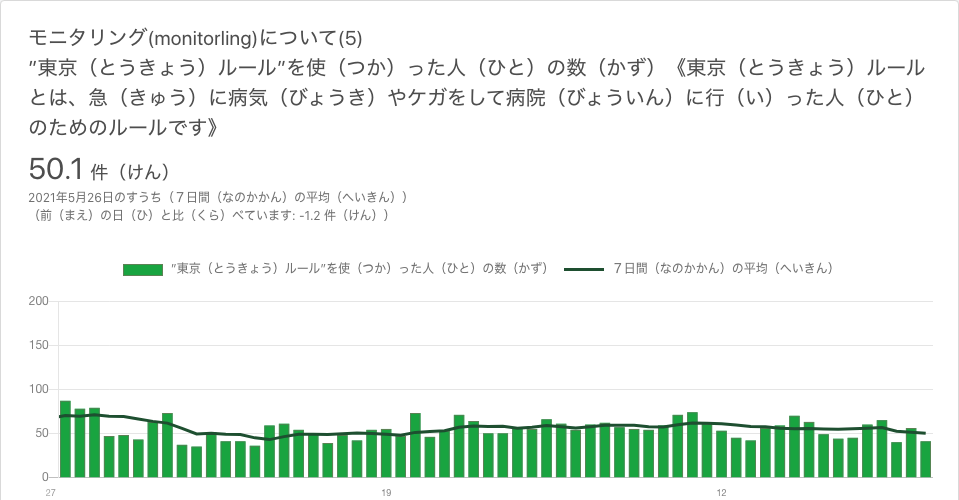 モニタリング(monitorling)について(5)
”東京（とうきょう）ルール”を使（つか）った人（ひと）の数（かず）《東京（とうきょう）ルール
とは、急（きゅう）に病気（びょうき）やケガをして病院（びょういん）に行（い）った人（ひと）
のためのルールです》
50.1 件（けん）
2021年5月26日のすうち（７日間（なのかかん）の平均（へいきん））
（前（まえ）の日（ひ）と比（くら）べています: -1.2 件（けん））
”東京（とうきょう）ルール”を使（つか）った人（ひと）の数（かず） ７日間（なのかかん）の平均（へいきん）
200
150
100
50
0
27 19 12